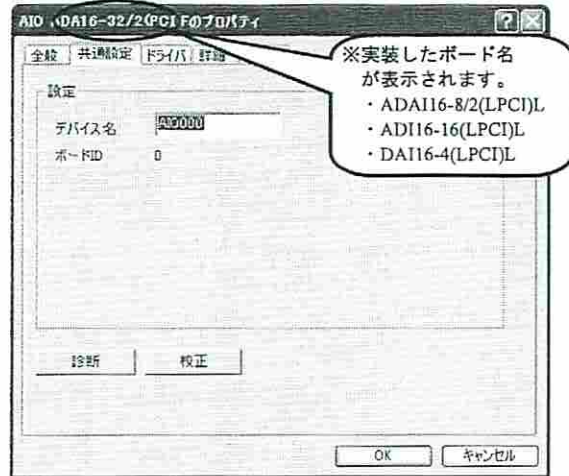 AIO ADA16-32/2(PCI Fのプロパティ
全般
共通設定
ドライバ
詳細
※実装したボード名
が表示されます。
・ADAI16-8/2(LPCI)L
・ADI16-16(LPCI)L
・DAI16-4(LPCI)L
設定
デバイス名
AIO000
ボードID
0
診断
校正
OK
キャンセル